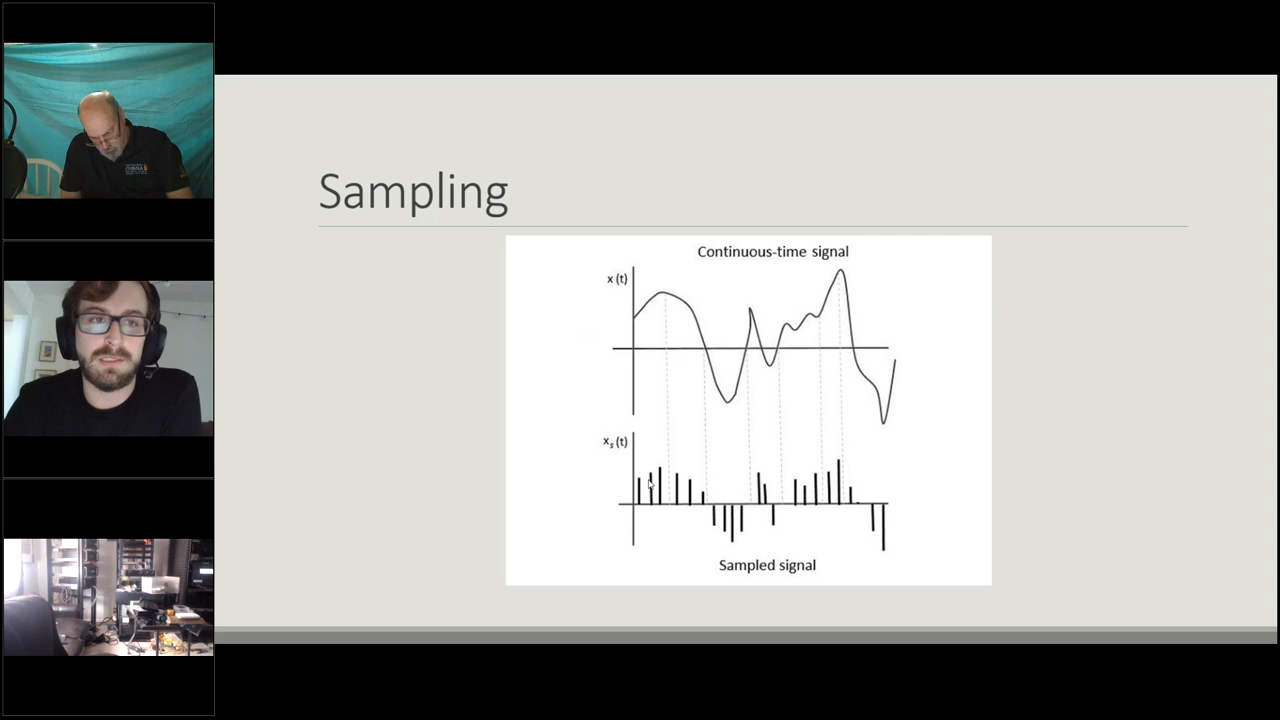 Sampling
Continuous-time signal
x (t)
xₛ (t)
Sampled signal